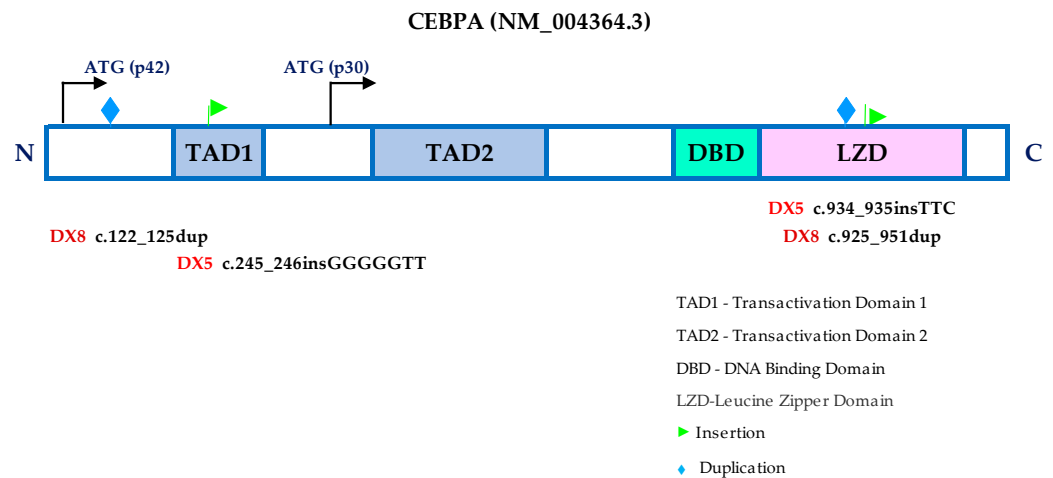 CEBPA (NM_004364.3)
ATG (p42)
ATG (p30)
N
TAD1
TAD2
DBD
LZD
C
DX5 c.934_935insTTC
DX8 c.122_125dup
DX8 c.925_951dup
DX5 c.245_246insGGGGGTT
TAD1 - Transactivation Domain 1
TAD2 - Transactivation Domain 2
DBD - DNA Binding Domain
LZD-Leucine Zipper Domain
Insertion
Duplication